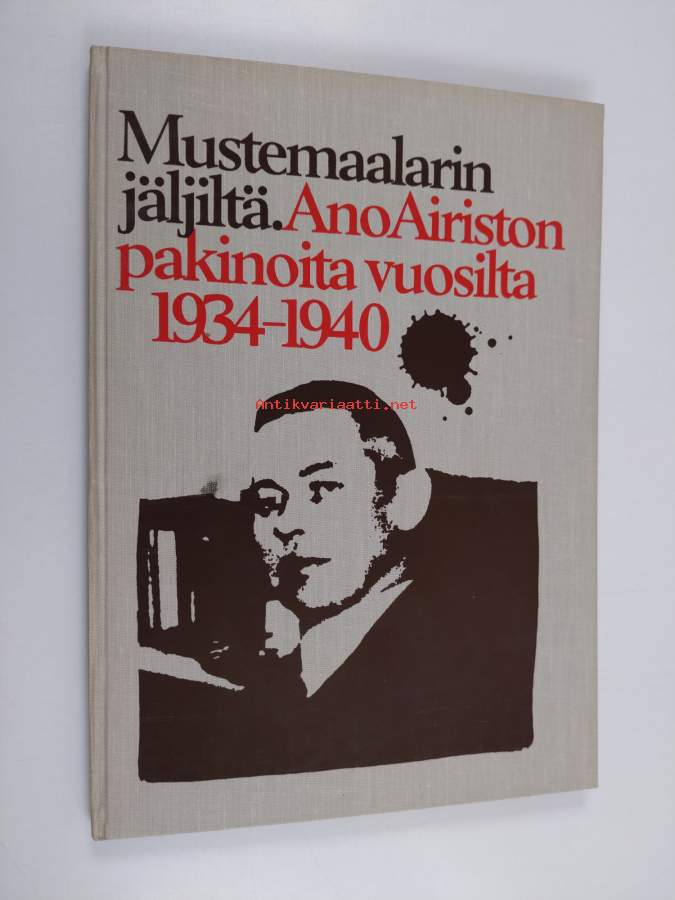 Mustemaalarin
jäljiltä. Ano Airiston
pakinoita vuosilta
1934–1940
Antikvariaatti.net